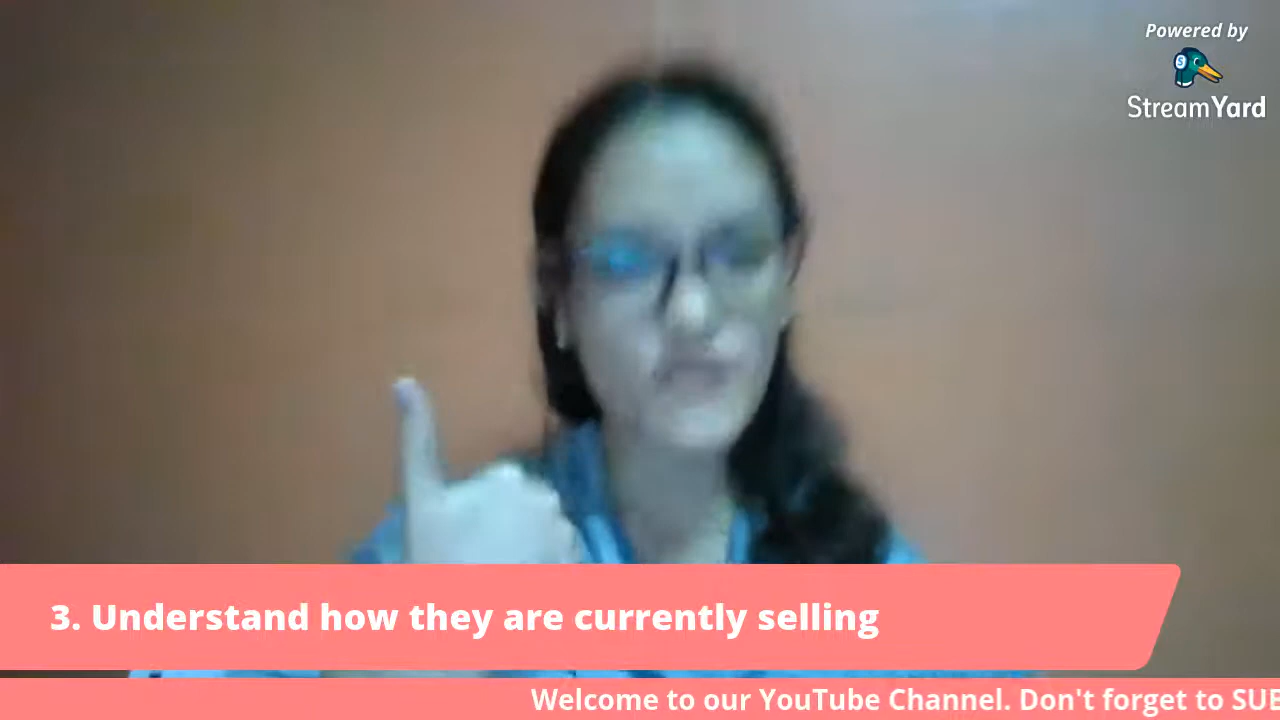 Powered by
StreamYard
3. Understand how they are currently selling
Welcome to our YouTube Channel. Don't forget to